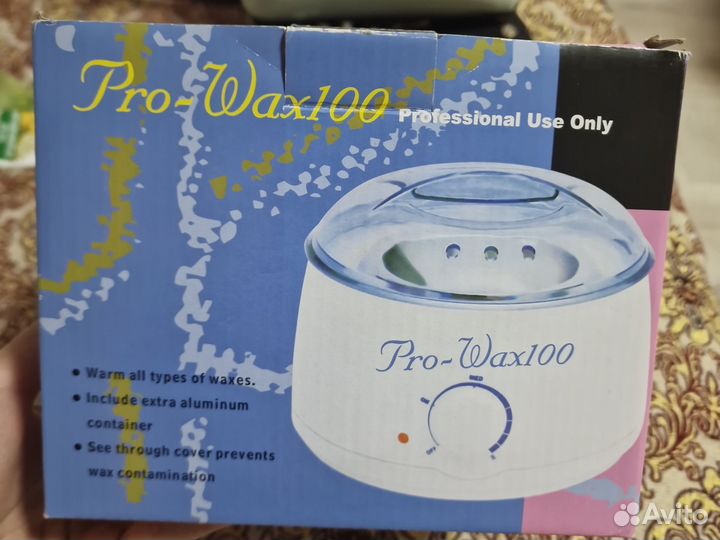 Pro-Wax100
Professional Use Only
Pro-Wax100
• Warm all types of waxes.
• Include extra aluminum
container
• See through cover prevents
wax contamination
Avito